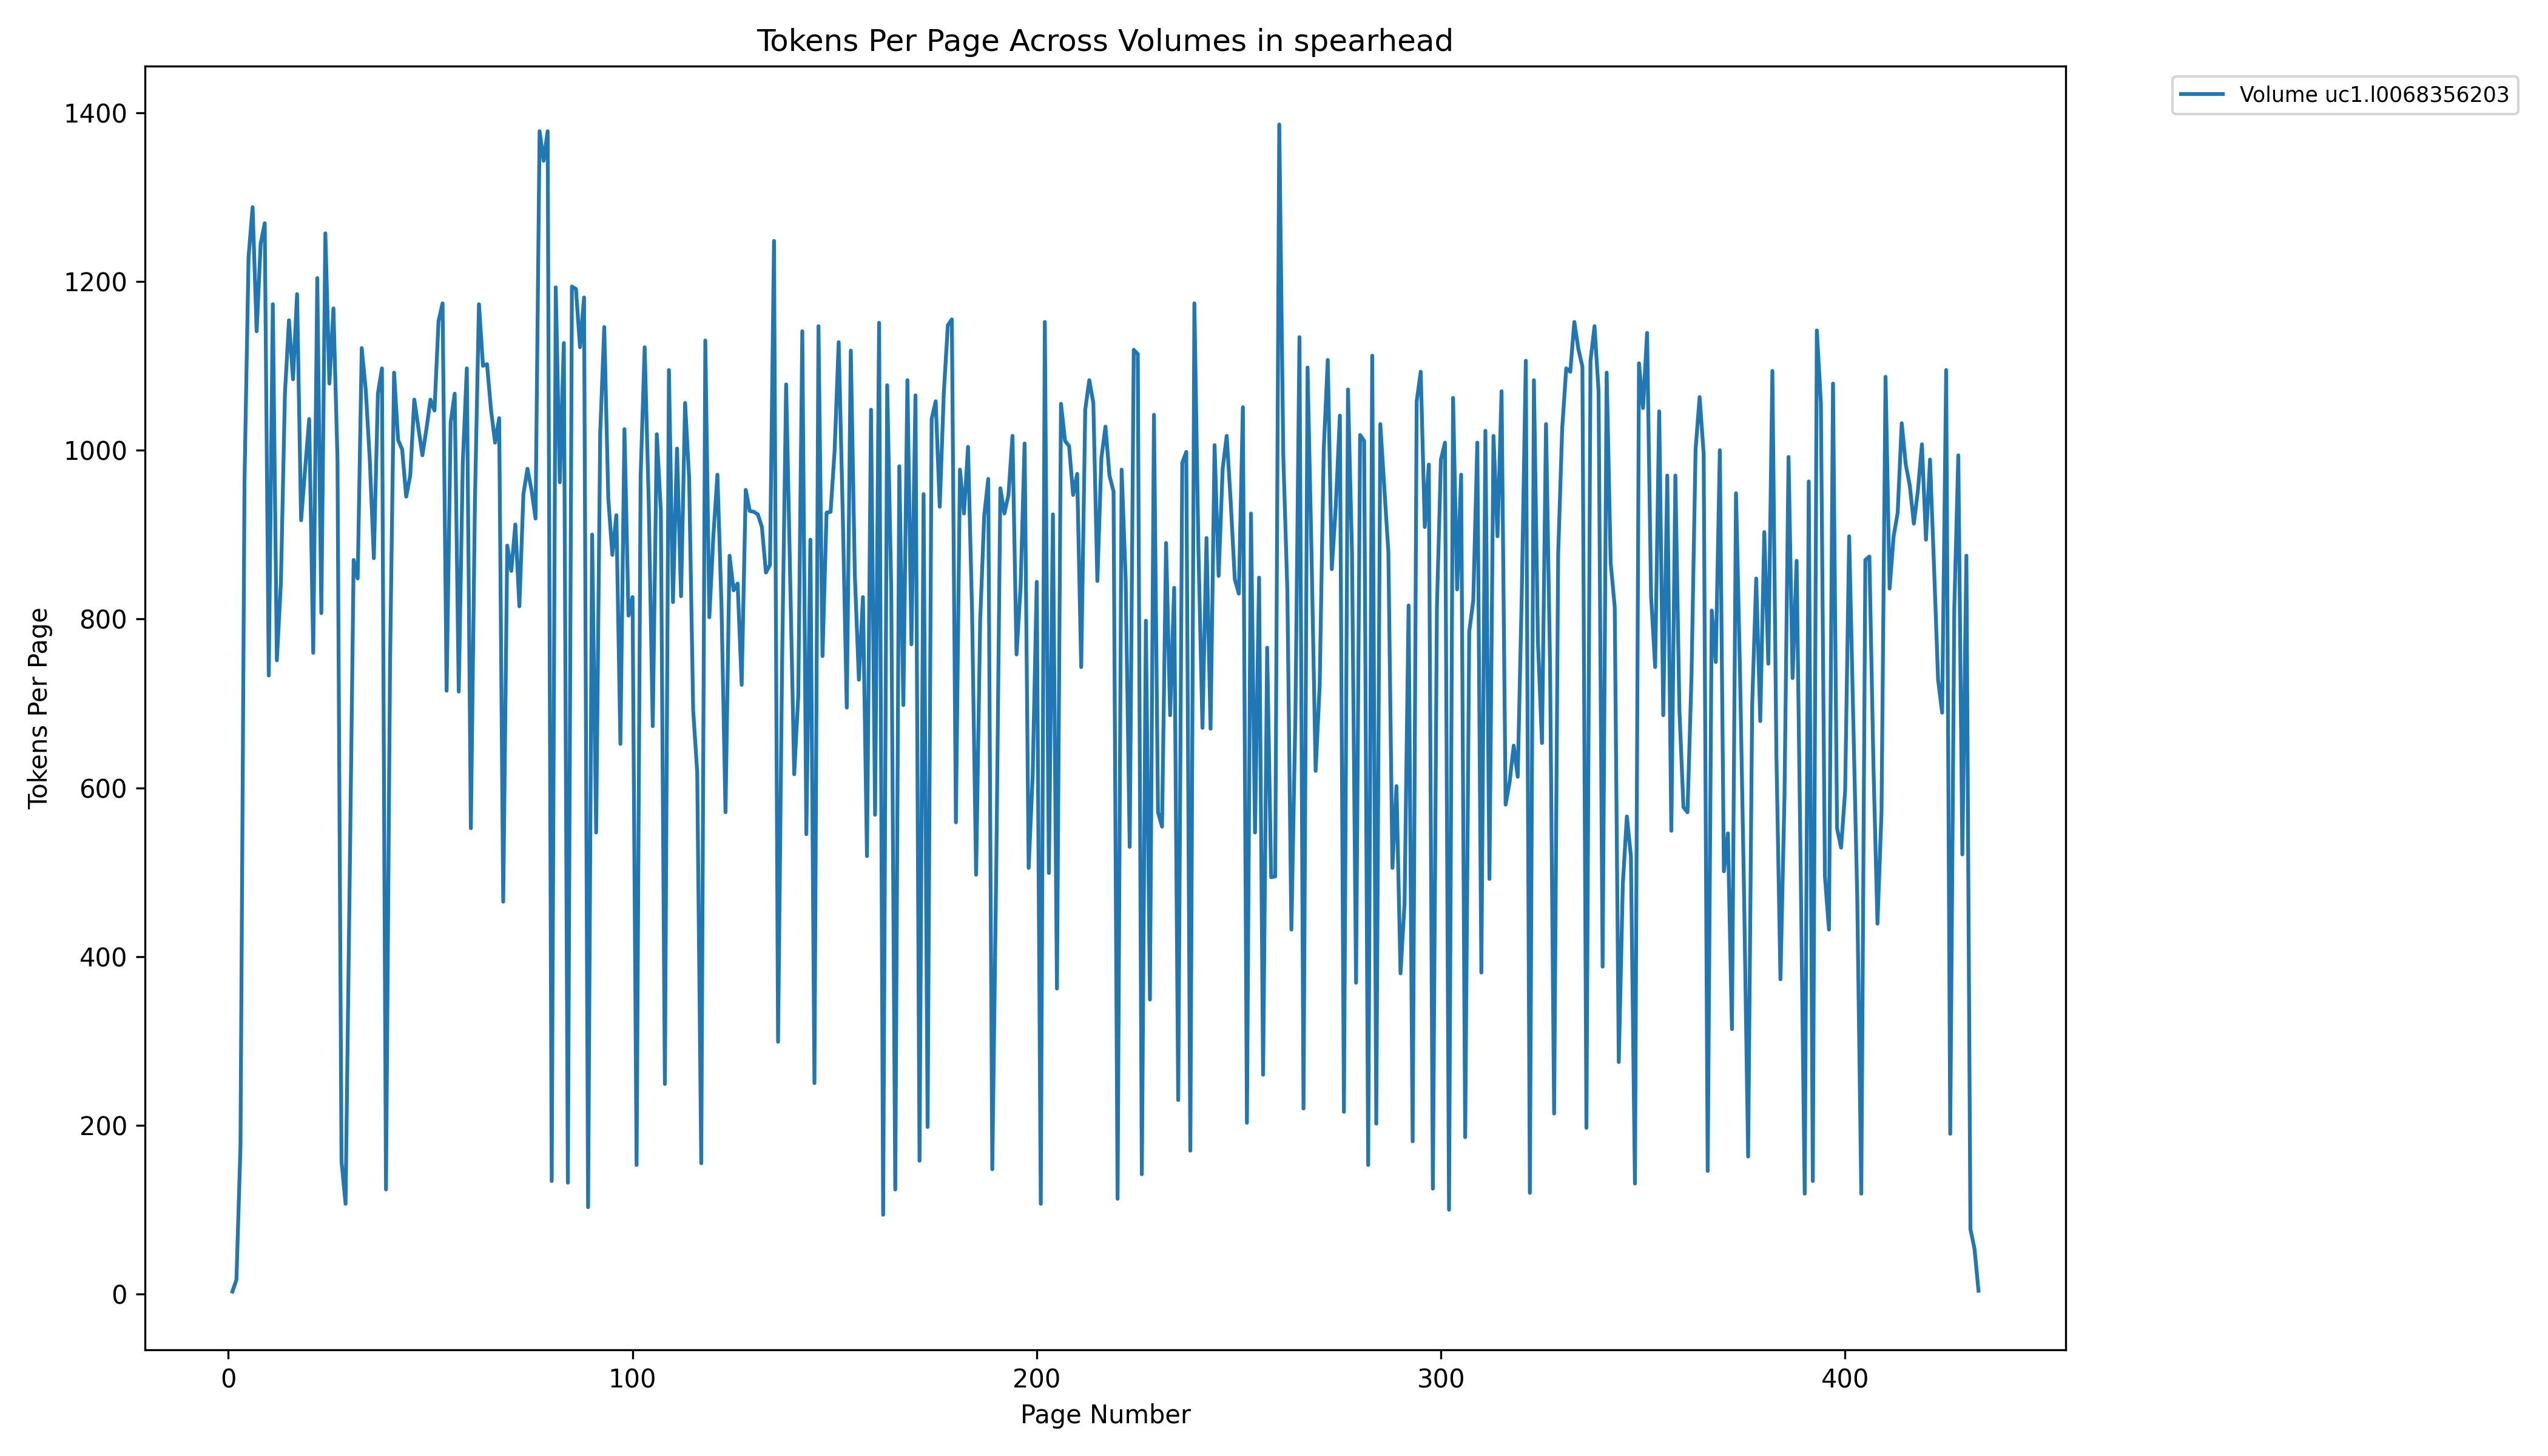 Tokens Per Page Across Volumes in spearhead
Volume uc1.l0068356203
1400
1200
1000
800
600
400
200
0
Tokens Per Page
0 100 200 300 400
Page Number